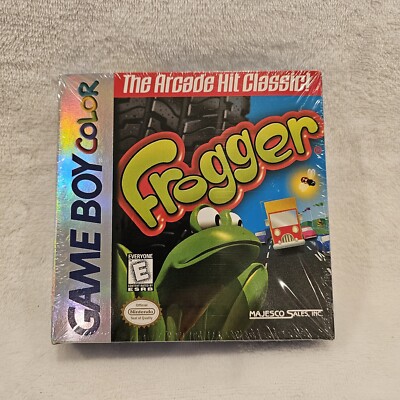 The Arcade Hit Classic!
GAME BOY COLOR
Frogger
EVERYONE
E
ESRB
Official
Nintendo
Seal of Quality
MAJESCO SALES, INC.